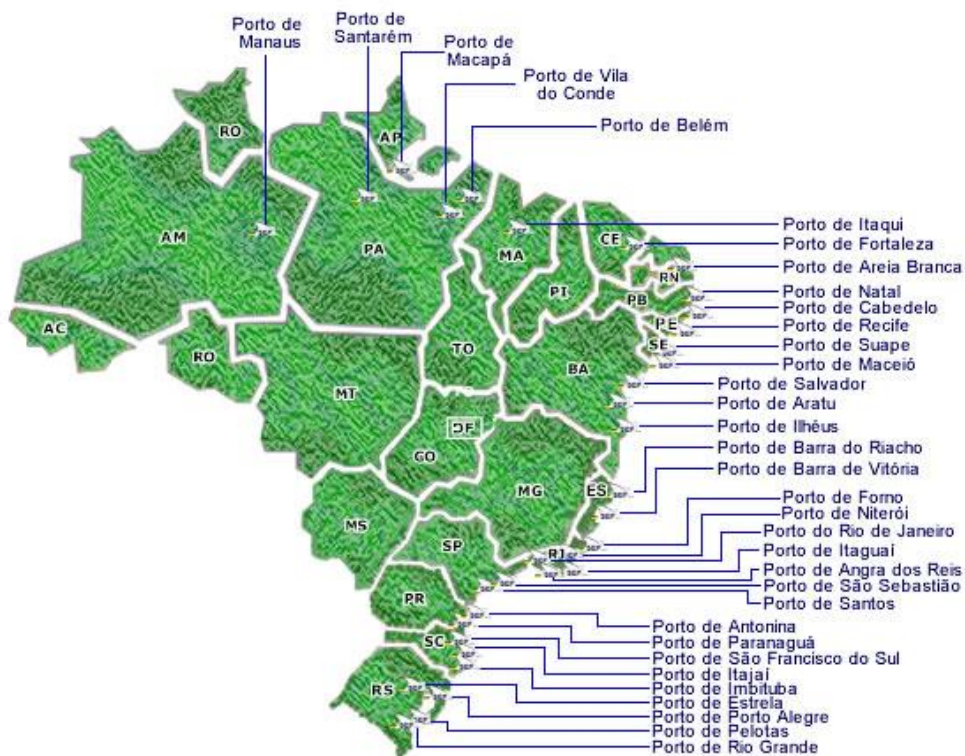 Porto de
Manaus
Porto de
Santarém
Porto de
Macapá
Porto de Vila
do Conde
Porto de Belém
RO
AP
AM
PA
MA
CE
RN
PI
PB
PE
SE
AC
RO
TO
BA
MT
DF
GO
MG
ES
MS
SP
RJ
PR
SC
RS
Porto de Itaqui
Porto de Fortaleza
Porto de Areia Branca
Porto de Natal
Porto de Cabedelo
Porto de Recife
Porto de Suape
Porto de Maceió
Porto de Salvador
Porto de Aratu
Porto de Ilhéus
Porto de Barra do Riacho
Porto de Barra de Vitória
Porto de Forno
Porto de Niterói
Porto do Rio de Janeiro
Porto de Itaguaí
Porto de Angra dos Reis
Porto de São Sebastião
Porto de Santos
Porto de Antonina
Porto de Paranaguá
Porto de São Francisco do Sul
Porto de Itajaí
Porto de Imbituba
Porto de Estrela
Porto de Porto Alegre
Porto de Pelotas
Porto de Rio Grande